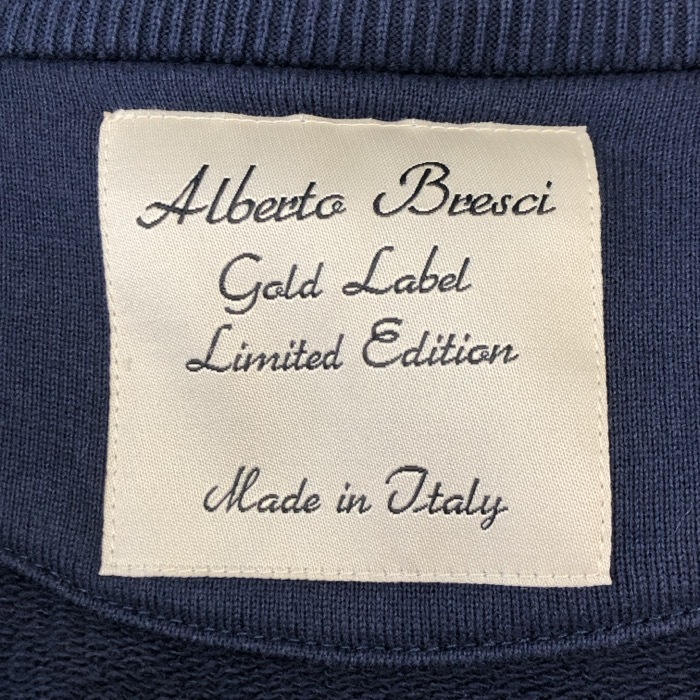 Alberto Bresci
Gold Label
Limited Edition
Made in Italy